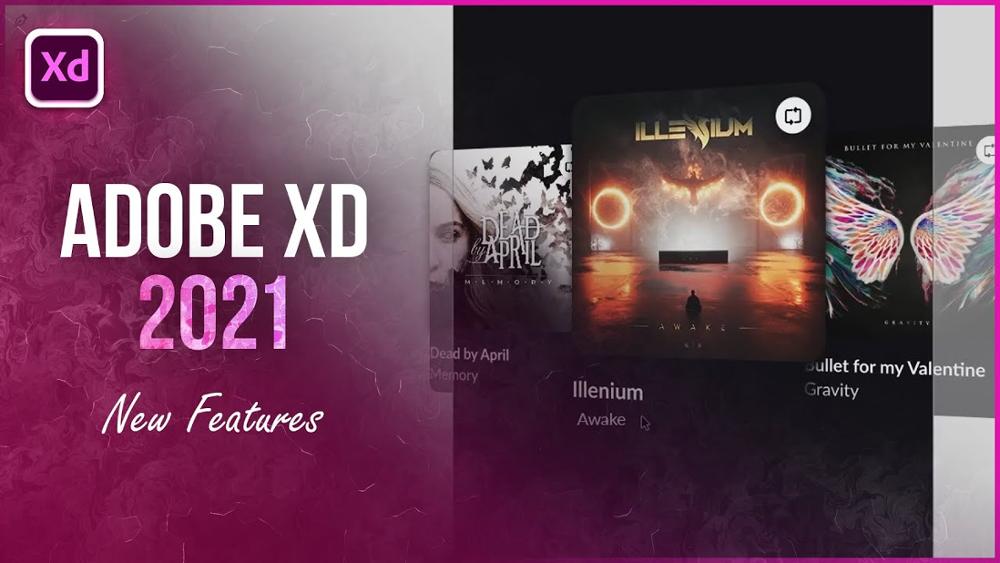 Xd
ADOBE XD
2021
New Features
DEAD
by APRIL
M·E·M·O·R·Y
Dead by April
Memory
ILLENIUM
AWAKE
Illenium
Awake
BULLET FOR MY VALENTINE
GRAVITY
Bullet for my Valentine
Gravity